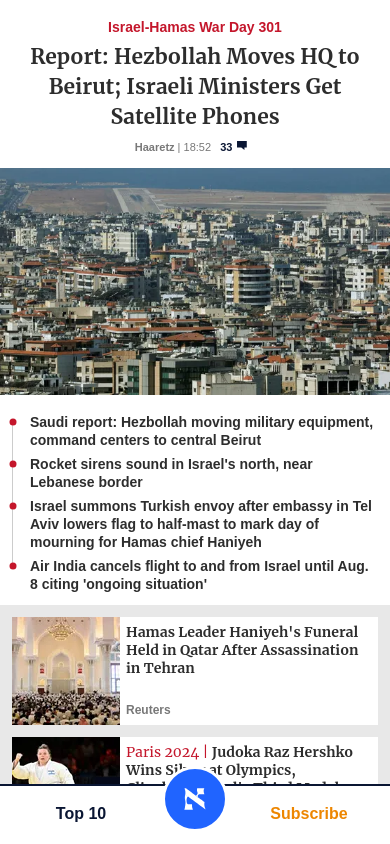 Israel-Hamas War Day 301
Report: Hezbollah Moves HQ to
Beirut; Israeli Ministers Get
Satellite Phones
Haaretz | 18:52 33
Saudi report: Hezbollah moving military equipment,
command centers to central Beirut
Rocket sirens sound in Israel's north, near
Lebanese border
Israel summons Turkish envoy after embassy in Tel
Aviv lowers flag to half-mast to mark day of
mourning for Hamas chief Haniyeh
Air India cancels flight to and from Israel until Aug.
8 citing 'ongoing situation'
Hamas Leader Haniyeh's Funeral
Held in Qatar After Assassination
in Tehran
Reuters
Paris 2024 | Judoka Raz Hershko
Wins at Olympics,
Top 10
Subscribe